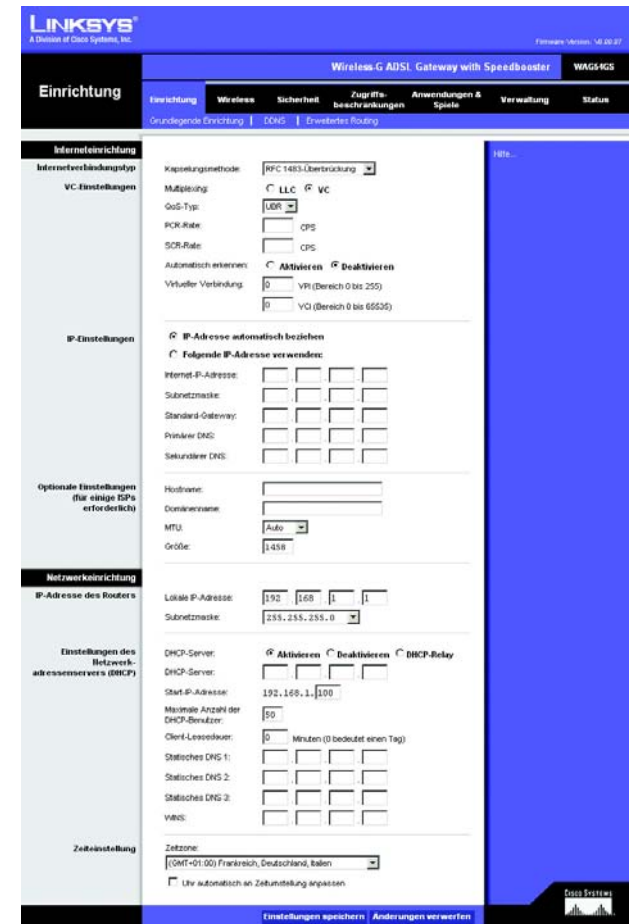 LINKSYS®
A Division of Cisco Systems, Inc.
Firmware Version: V1.00.07
Wireless-G ADSL Gateway with Speedbooster WAG54GS
Einrichtung
Einrichtung Wireless Sicherheit Zugriffs-beschränkungen Anwendungen & Spiele Verwaltung Status
Grundlegende Einrichtung | DDNS | Erweitertes Routing
Interneteinrichtung
Hilfe...
Internetverbindungstyp
Kapselungsmethode: RFC 1483-Überbrückung
VC-Einstellungen
Multiplexing: LLC VC
QoS-Typ: UBR
PCR-Rate: CPS
SCR-Rate: CPS
Automatisch erkennen: Aktivieren Deaktivieren
Virtueller Verbindung: 0 VPI (Bereich 0 bis 255)
0 VCI (Bereich 0 bis 65535)
IP-Einstellungen
IP-Adresse automatisch beziehen
Folgende IP-Adresse verwenden:
Internet-IP-Adresse: . . .
Subnetzmaske: . . .
Standard-Gateway: . . .
Primärer DNS: . . .
Sekundärer DNS: . . .
Optionale Einstellungen
(für einige ISPs
erforderlich)
Hostname:
Domänenname:
MTU: Auto
Größe: 1458
Netzwerkeinrichtung
IP-Adresse des Routers
Lokale IP-Adresse: 192 . 168 . 1 . 1
Subnetzmaske: 255.255.255.0
Einstellungen des
Netzwerk-
adressenservers (DHCP)
DHCP-Server: Aktivieren Deaktivieren DHCP-Relay
DHCP-Server: . . .
Start-IP-Adresse: 192.168.1. 100
Maximale Anzahl der
DHCP-Benutzer: 50
Client-Leasedauer: 0 Minuten (0 bedeutet einen Tag)
Statisches DNS 1: . . .
Statisches DNS 2: . . .
Statisches DNS 3: . . .
WINS: . . .
Zeiteinstellung
Zeitzone:
(GMT+01:00) Frankreich, Deutschland, Italien
Uhr automatisch an Zeitumstellung anpassen
Einstellungen speichern Änderungen verwerfen
CISCO SYSTEMS